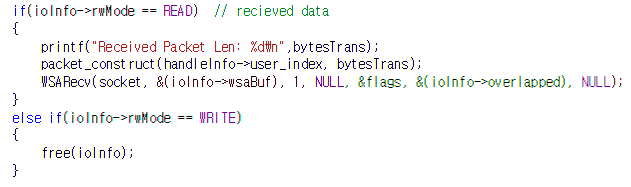 if(ioInfo->rwMode == READ)  // recieved data
{
    printf("Received Packet Len: %d₩n",bytesTrans);
    packet_construct(handleInfo->user_index, bytesTrans);
    WSARecv(socket, &(ioInfo->wsaBuf), 1, NULL, &flags, &(ioInfo->overlapped), NULL);
}
else if(ioInfo->rwMode == WRITE)
{
    free(ioInfo);
}